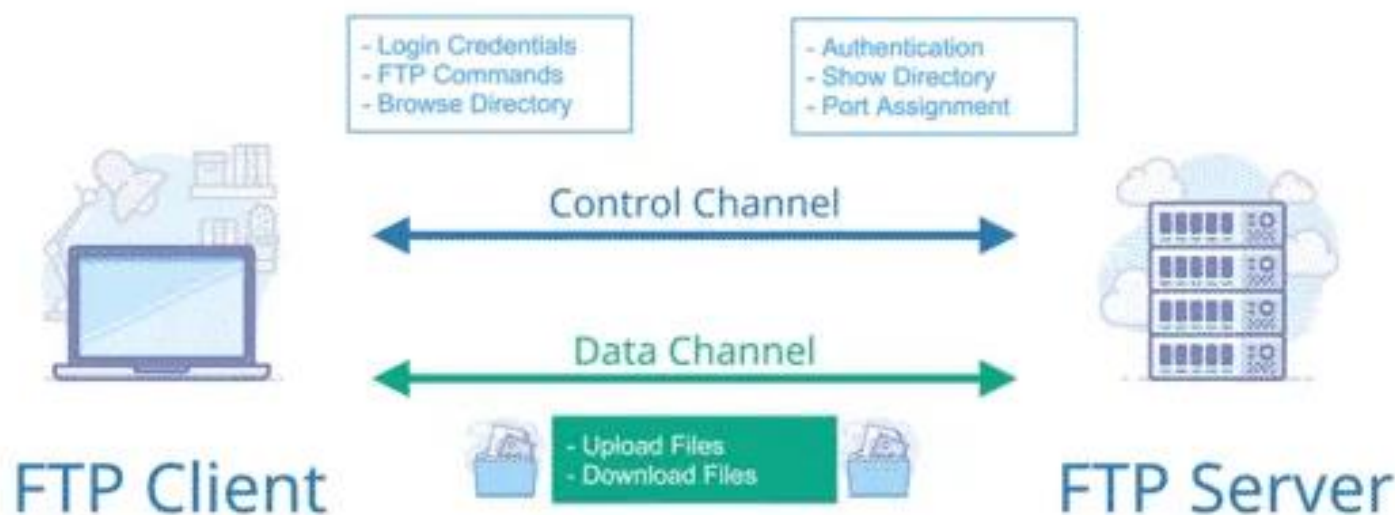 - Login Credentials
- FTP Commands
- Browse Directory
- Authentication
- Show Directory
- Port Assignment
Control Channel
Data Channel
- Upload Files
- Download Files
FTP Client
FTP Server